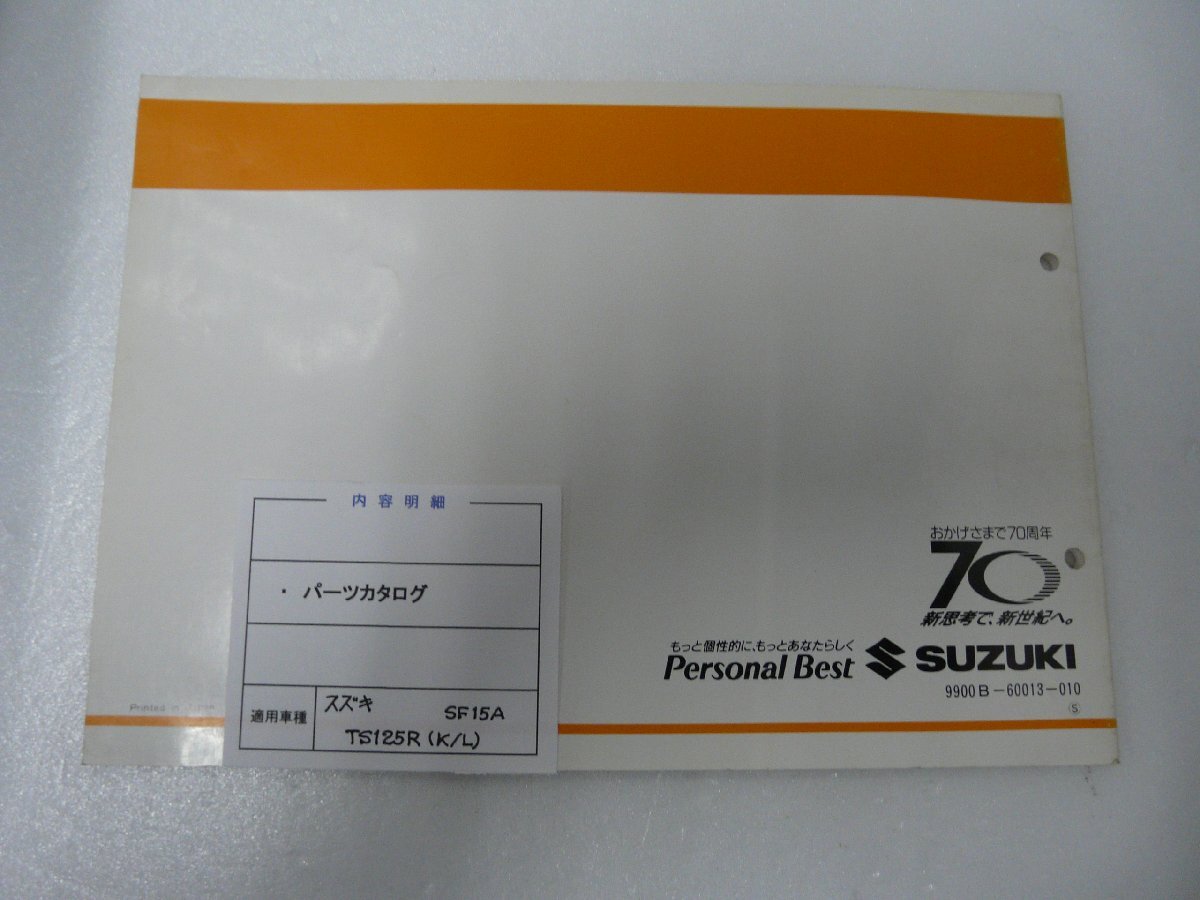 おかげさまで70周年
70
新思考で、新世紀へ。
もっと個性的に、もっとあなたらしく
Personal Best SUZUKI
9900B-60013-010
S
Printed in Japan
内容明細
・パーツカタログ
適用車種
スズキ SF15A
TS125R (K/L)